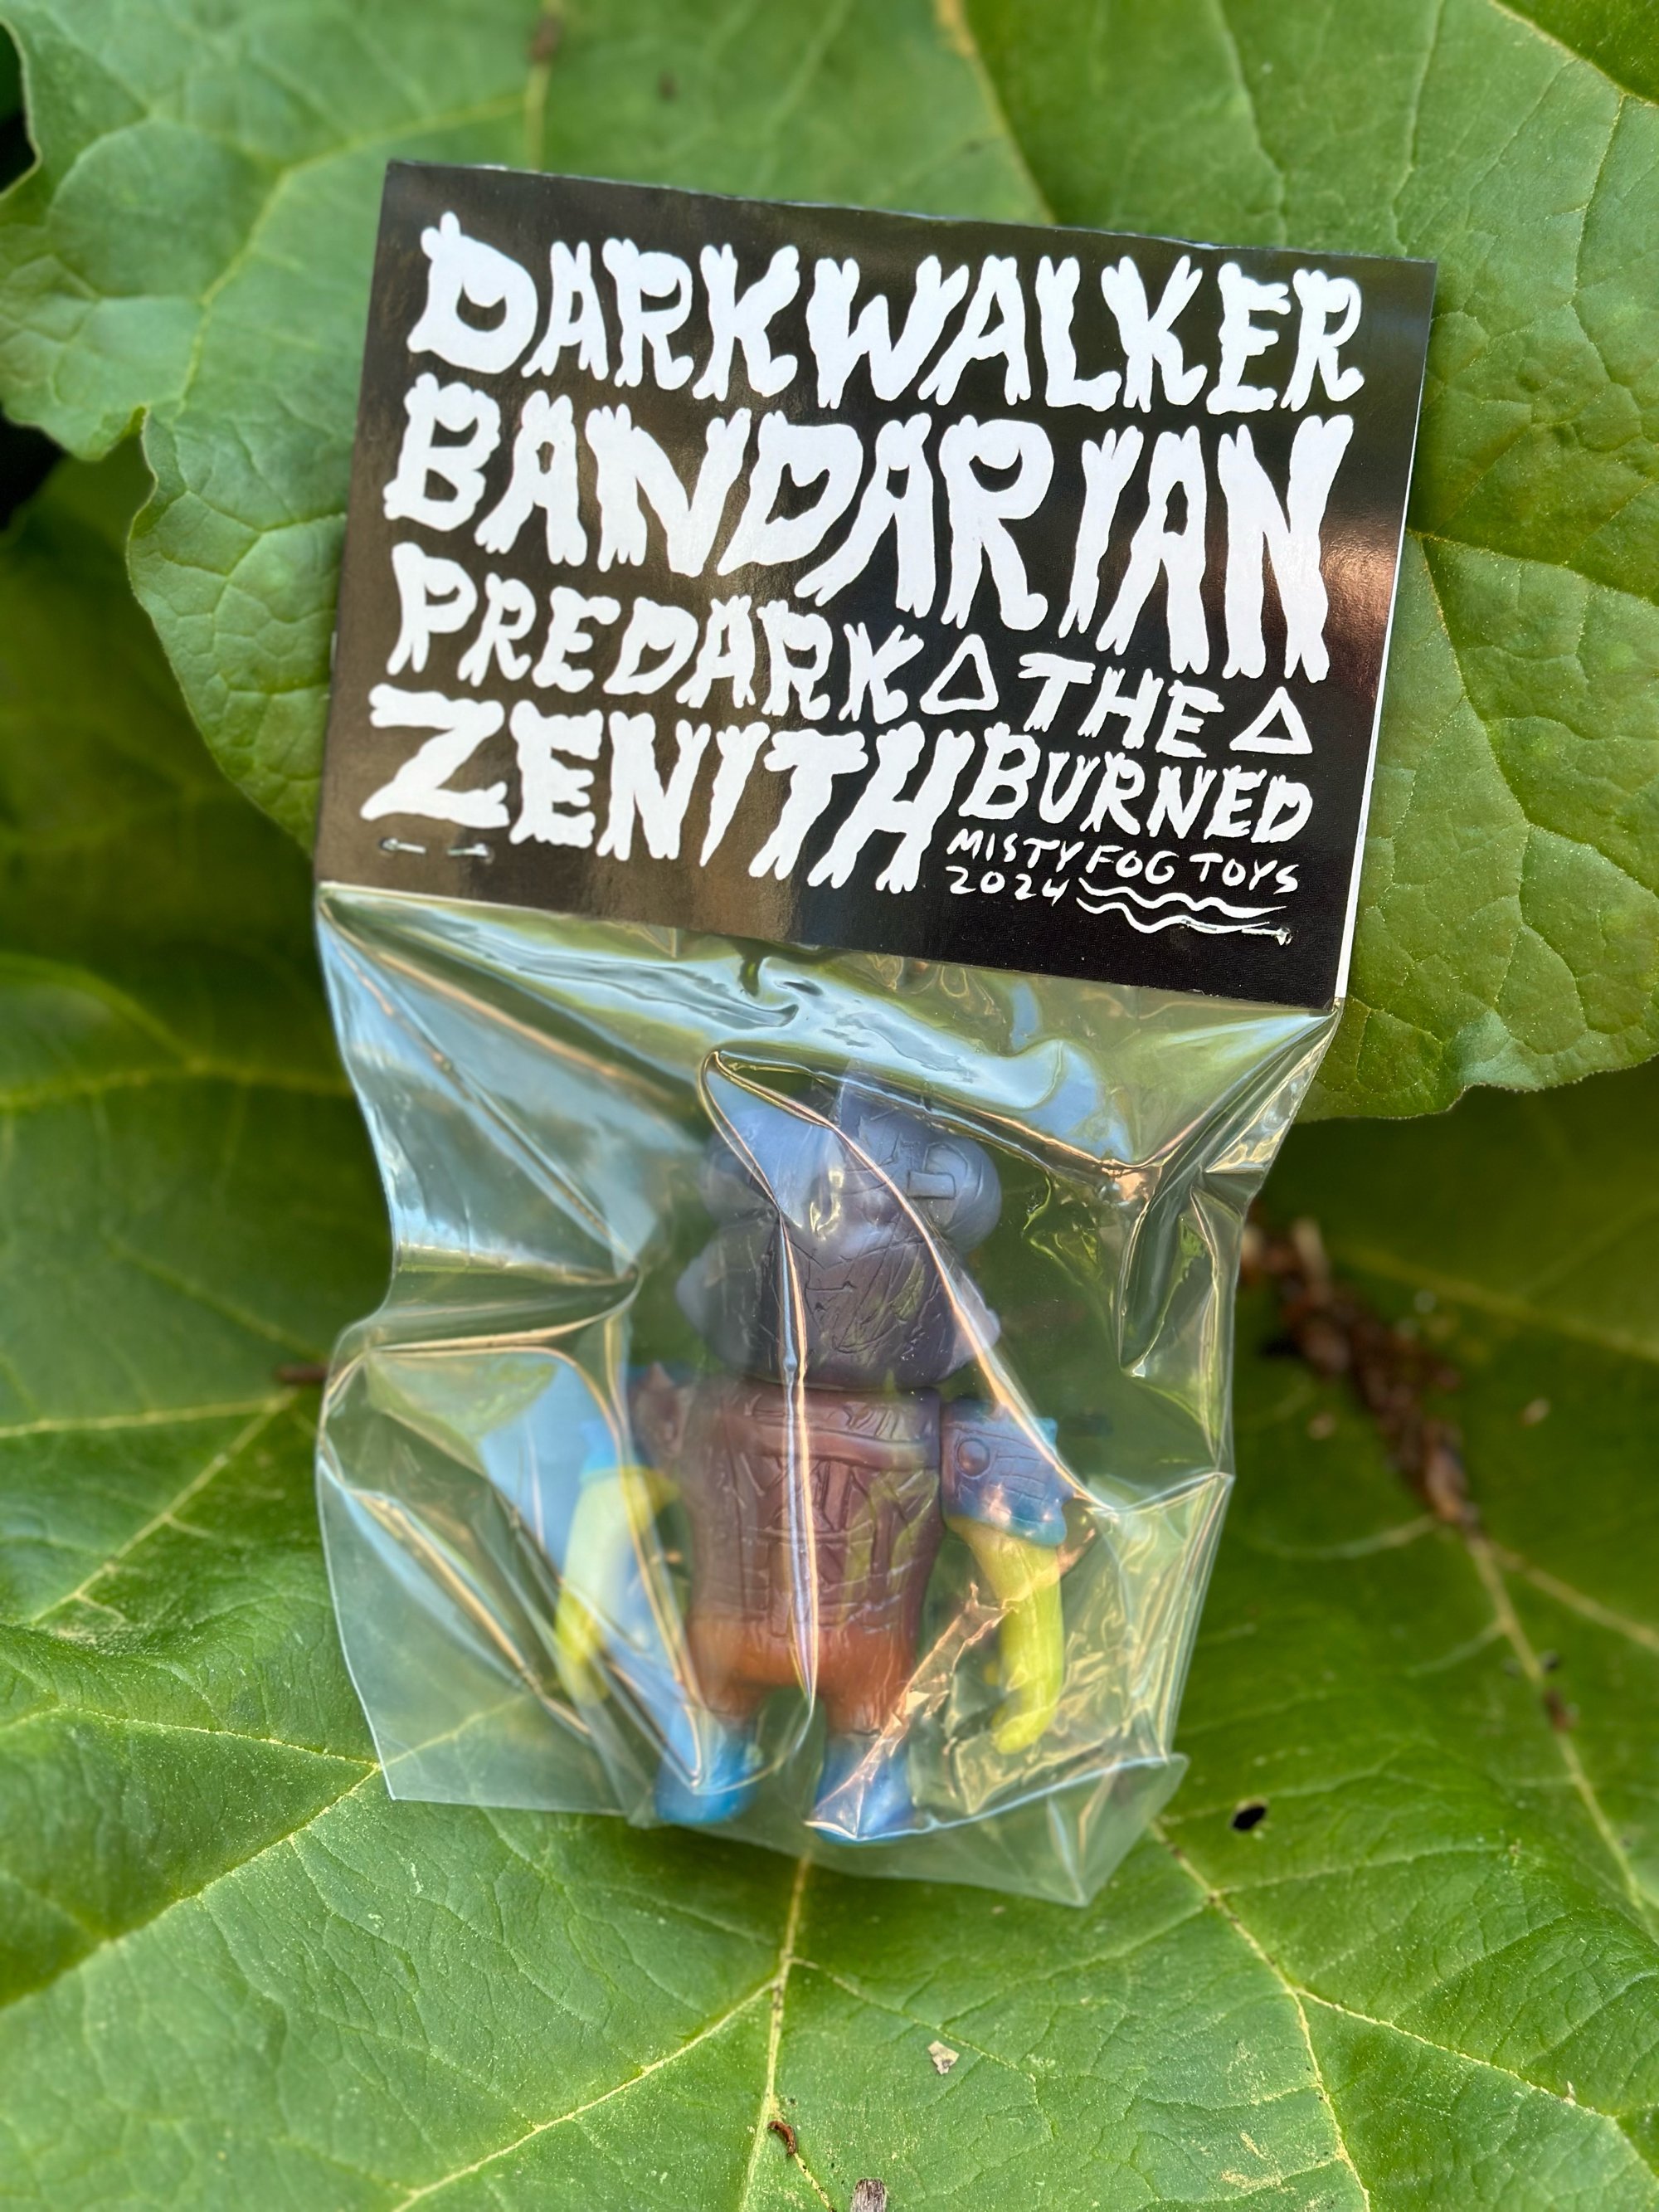 DARKWALKER
BANDARIAN
PREDARK △ THE △
ZENITH BURNED
MISTY FOG TOYS
2024